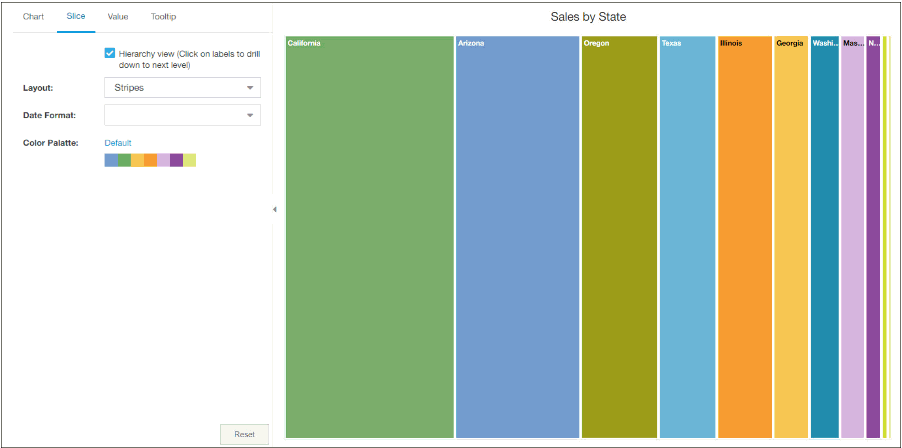 Chart Slice Value Tooltip
Hierarchy view (Click on labels to drill
down to next level)
Layout: Stripes
Date Format:
Color Palatte: Default
Reset
Sales by State
California Arizona Oregon Texas Illinois Georgia Washi... Mas... N...